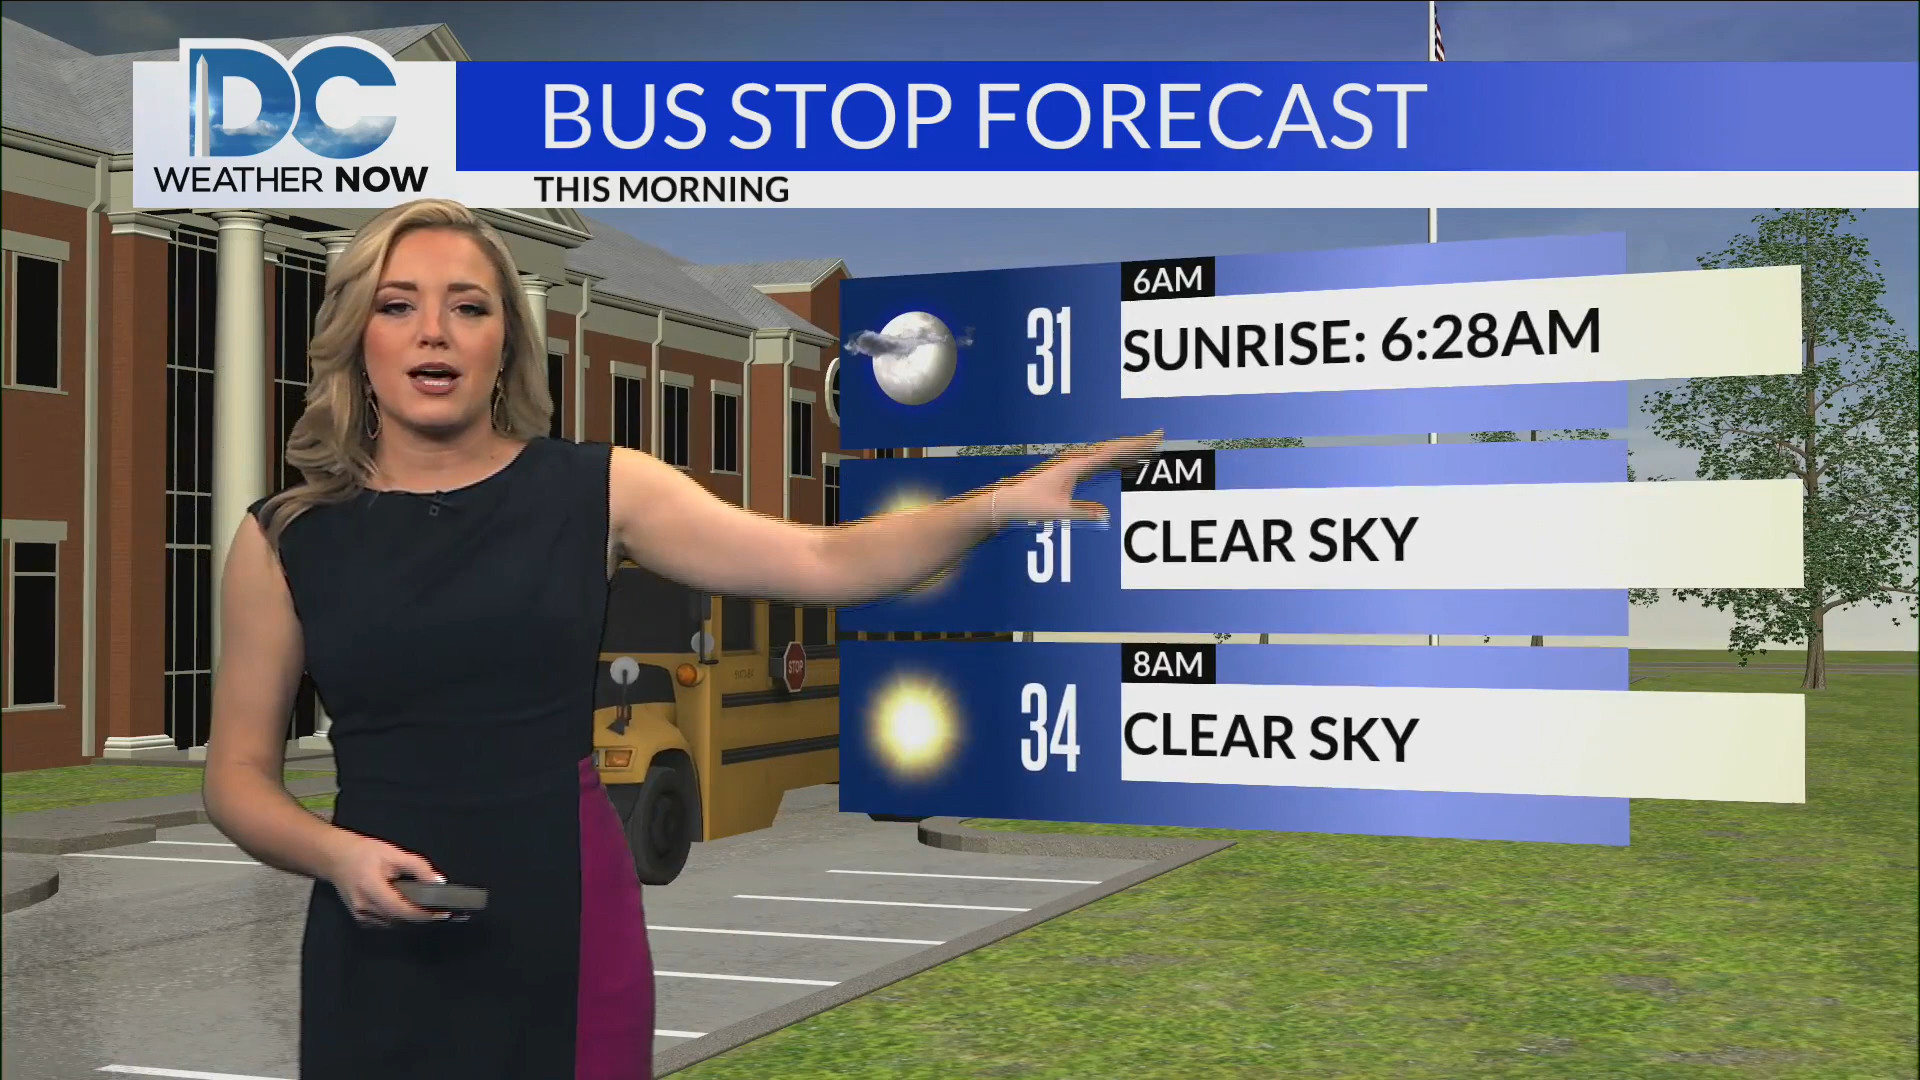 DC
WEATHER NOW
BUS STOP FORECAST
THIS MORNING
6AM
31
SUNRISE: 6:28AM
7AM
31
CLEAR SKY
8AM
34
CLEAR SKY
STOP